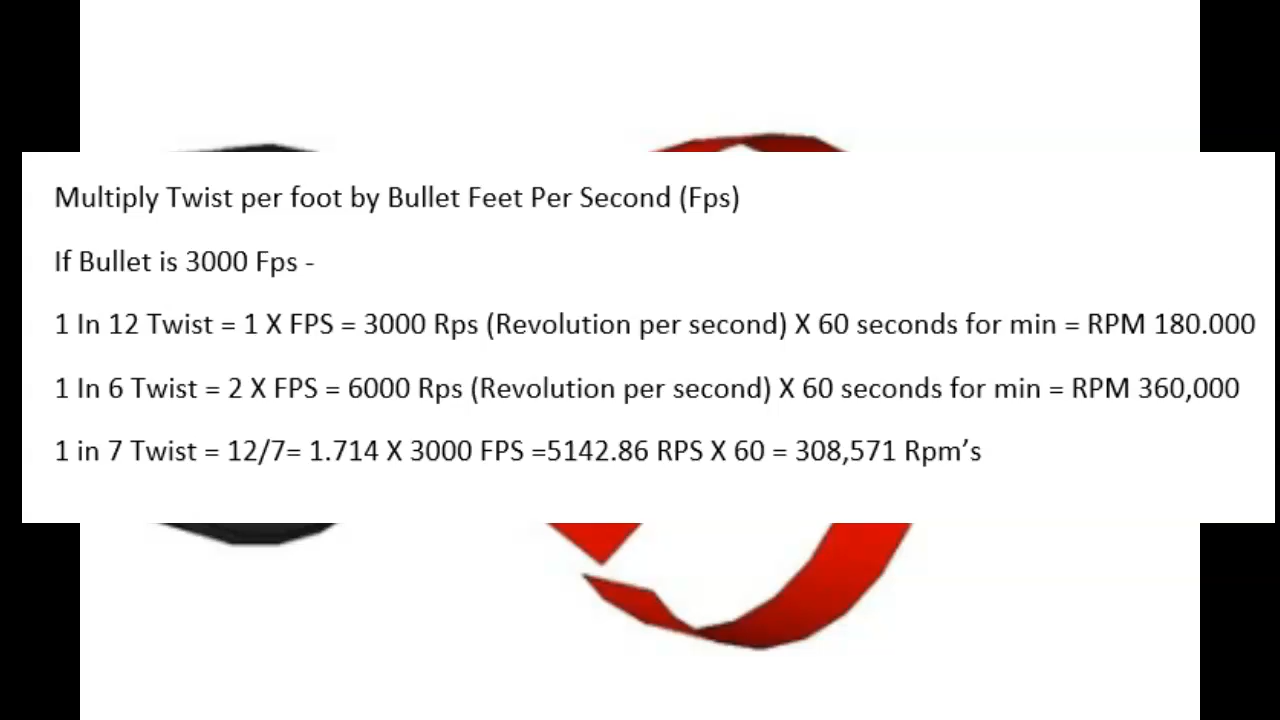 Multiply Twist per foot by Bullet Feet Per Second (Fps)
If Bullet is 3000 Fps -
1 In 12 Twist = 1 X FPS = 3000 Rps (Revolution per second) X 60 seconds for min = RPM 180.000
1 In 6 Twist = 2 X FPS = 6000 Rps (Revolution per second) X 60 seconds for min = RPM 360,000
1 in 7 Twist = 12/7= 1.714 X 3000 FPS =5142.86 RPS X 60 = 308,571 Rpm’s